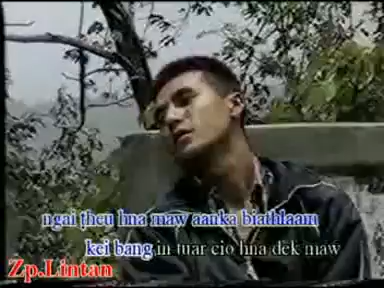 ngai ṭheu hna maw aanka biathlaam
kei bang in tuar cio hna dek maw
Zp.Lintan